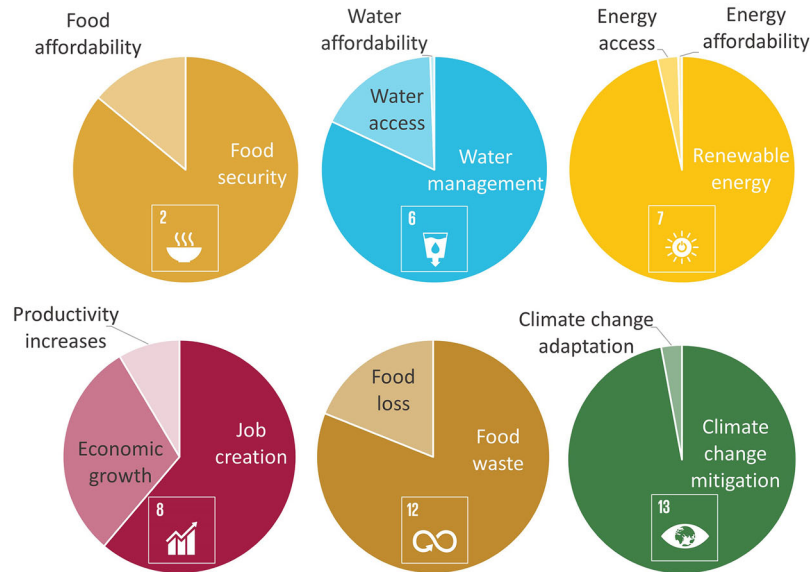 Food
affordability
Food
security
2
Water
affordability
Water
access
Water
management
6
Energy
access
Energy
affordability
Renewable
energy
7
Productivity
increases
Economic
growth
Job
creation
8
Food
loss
Food
waste
12
Climate change
adaptation
Climate
change
mitigation
13